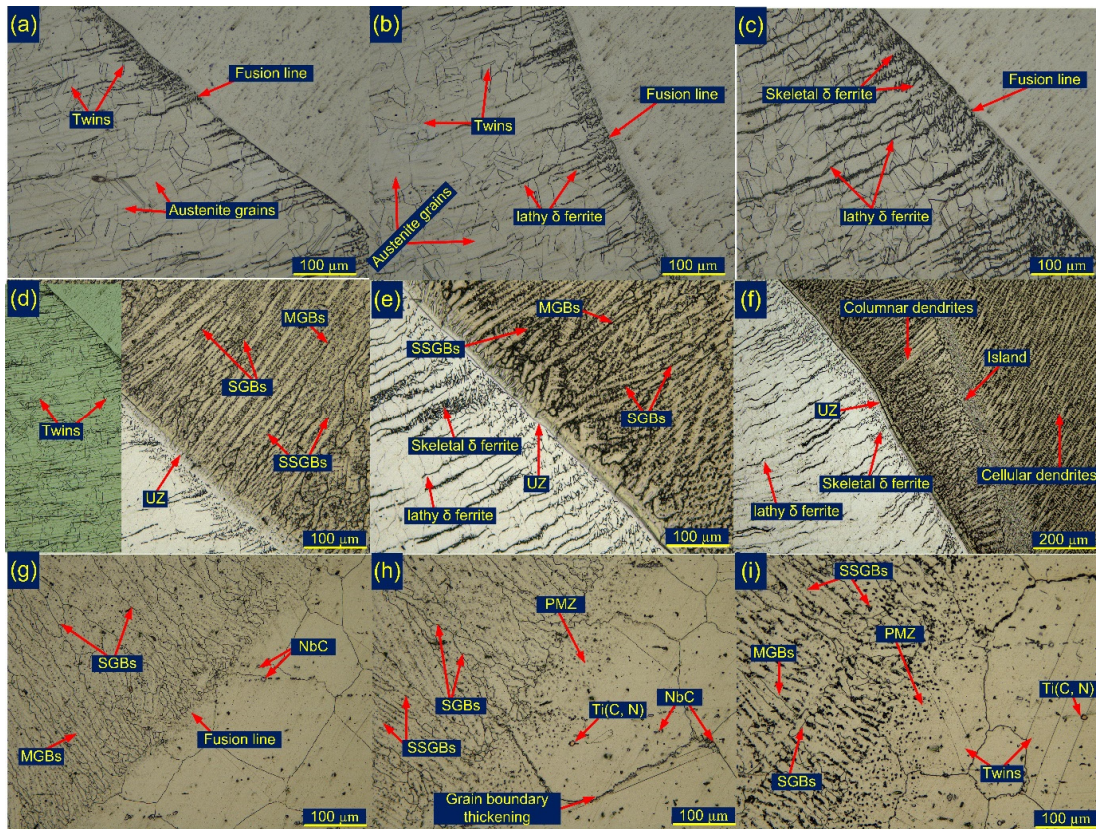 (a)
Fusion line
Twins
Austenite grains
100 µm
(b)
Fusion line
Twins
lathy δ ferrite
Austenite grains
100 µm
(c)
Fusion line
Skeletal δ ferrite
lathy δ ferrite
100 µm
(d)
MGBs
SGBs
Twins
SSGBs
UZ
100 µm
(e)
MGBs
SSGBs
SGBs
Skeletal δ ferrite
UZ
lathy δ ferrite
100 µm
(f)
Columnar dendrites
Island
UZ
Skeletal δ ferrite
Cellular dendrites
lathy δ ferrite
200 µm
(g)
SGBs
NbC
Fusion line
MGBs
100 µm
(h)
PMZ
SGBs
NbC
Ti(C, N)
SSGBs
Grain boundary
thickening
100 µm
(i)
SSGBs
PMZ
MGBs
Ti(C, N)
Twins
SGBs
100 µm